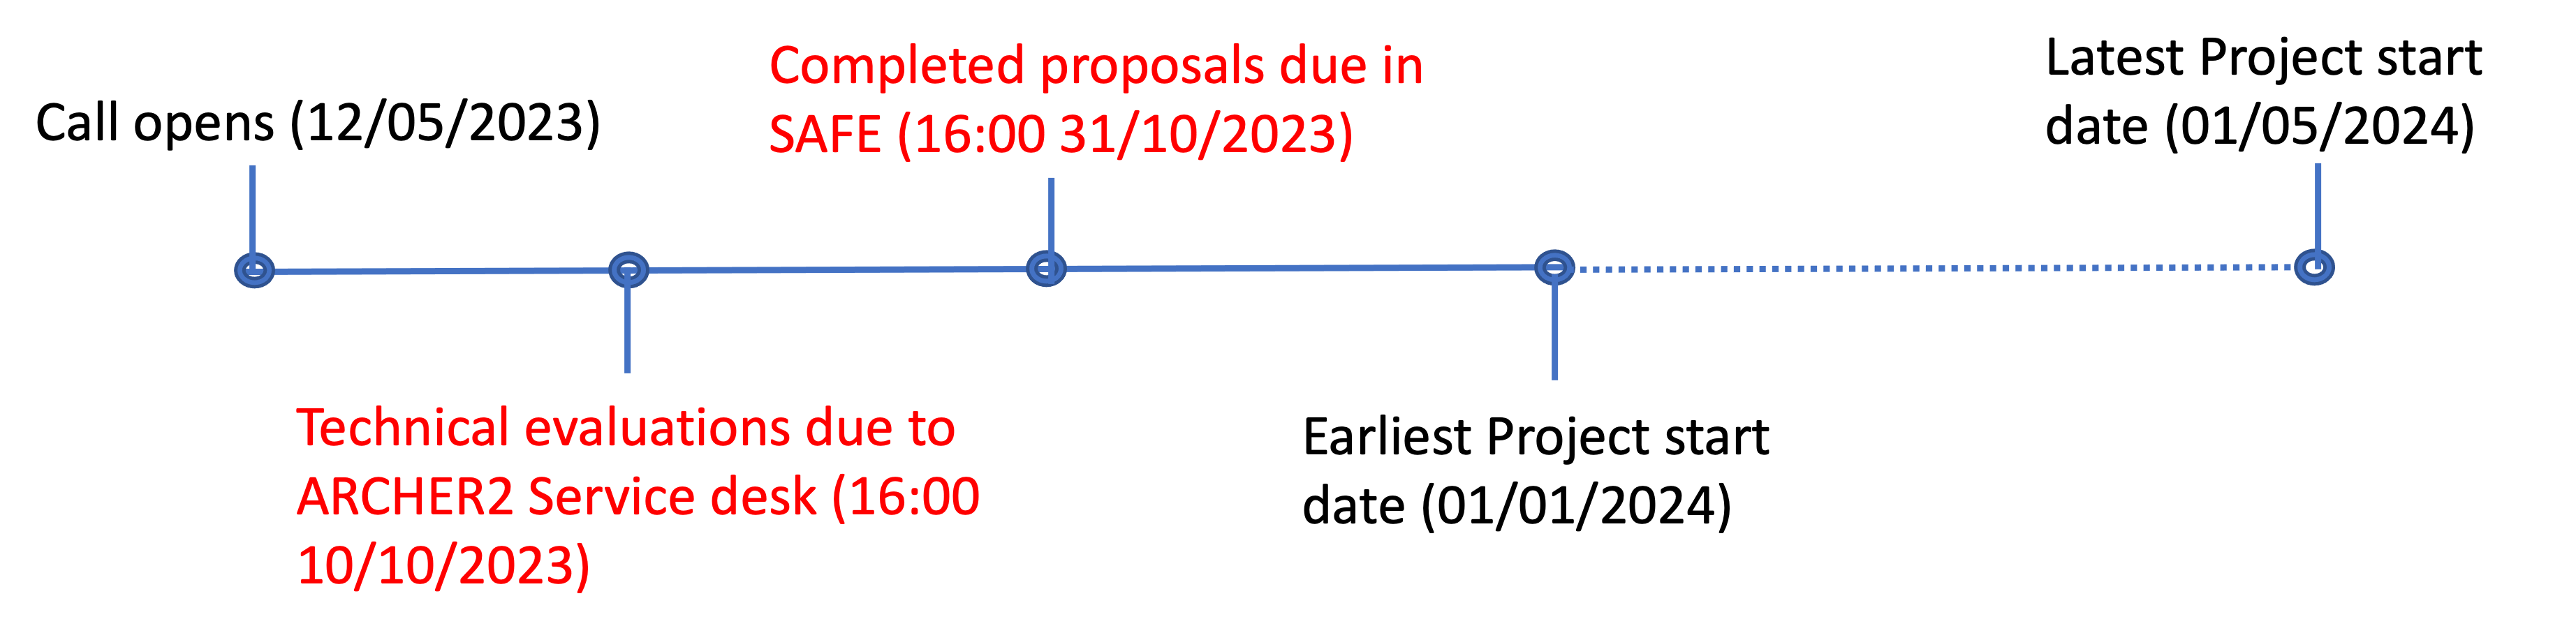 Call opens (12/05/2023)
Technical evaluations due to
ARCHER2 Service desk (16:00
10/10/2023)
Completed proposals due in
SAFE (16:00 31/10/2023)
Earliest Project start
date (01/01/2024)
Latest Project start
date (01/05/2024)